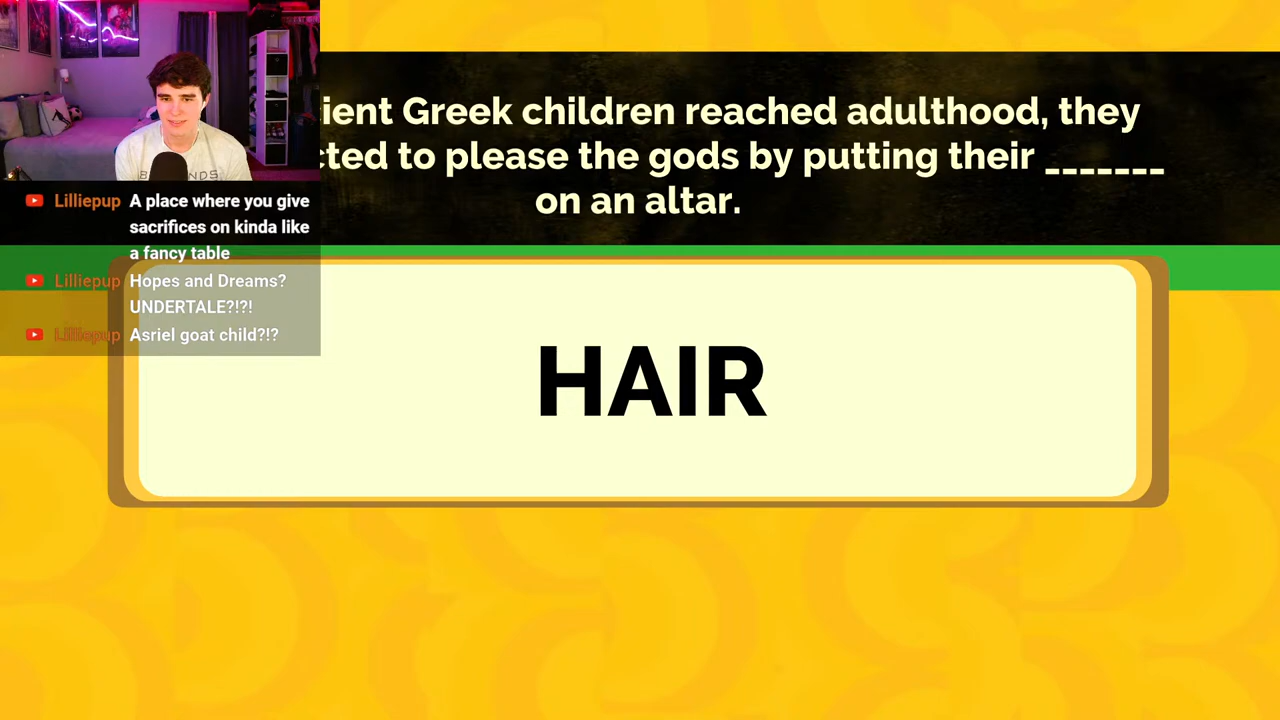 ient Greek children reached adulthood, they
cted to please the gods by putting their _______
on an altar.
Lilliepup A place where you give
sacrifices on kinda like
a fancy table
Lilliepup Hopes and Dreams?
UNDERTALE?!?!
Lilliepup Asriel goat child?!?
HAIR